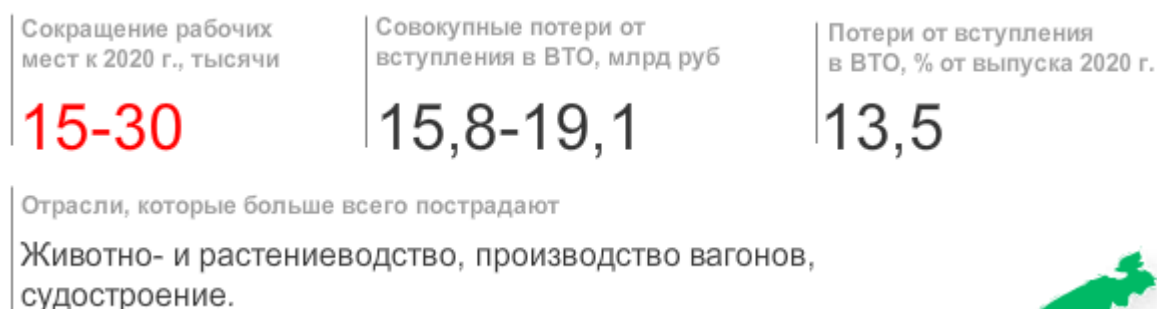 Сокращение рабочих
мест к 2020 г., тысячи
15-30
Совокупные потери от
вступления в ВТО, млрд руб
15,8-19,1
Потери от вступления
в ВТО, % от выпуска 2020 г.
13,5
Отрасли, которые больше всего пострадают
Животно- и растениеводство, производство вагонов,
судостроение.